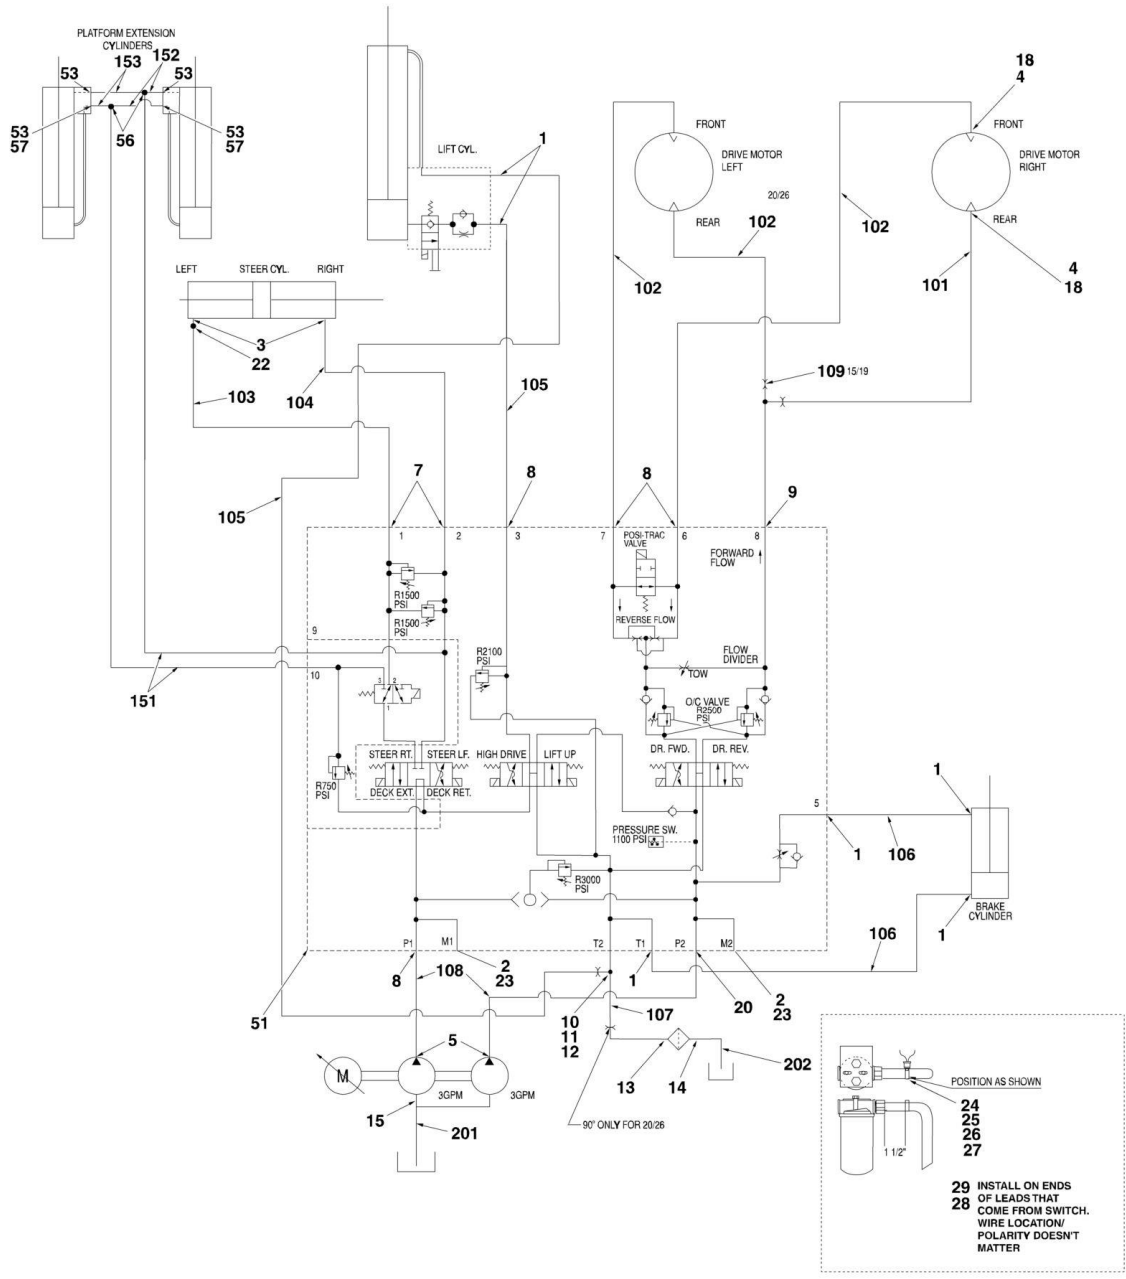 PLATFORM EXTENSION
CYLINDERS
152
153
53
53
53
57
56
53
57
LIFT CYL.
1
FRONT
DRIVE MOTOR
LEFT
20/26
REAR
102
102
18
4
FRONT
DRIVE MOTOR
RIGHT
REAR
102
101
4
18
LEFT
STEER CYL.
RIGHT
3
22
103
104
105
109 15/19
105
7
8
8
9
1
2
3
7
6
8
POSI-TRAC
VALVE
FORWARD
FLOW
R1500
PSI
R1500
PSI
REVERSE FLOW
9
10
R2100
PSI
FLOW
DIVIDER
TOW
151
3
2
1
O/C VALVE
R2500
PSI
STEER RT.
STEER LF.
HIGH DRIVE
LIFT UP
DR. FWD.
DR. REV.
R750
PSI
DECK EXT.
DECK RET.
PRESSURE SW.
1100 PSI
5
1
1
106
R3000
PSI
BRAKE
CYLINDER
1
106
P1
M1
T2
T1
P2
M2
8
108
2
23
1
20
2
23
51
10
11
12
107
5
M
3GPM
3GPM
13
14
202
15
201
90° ONLY FOR 20/26
POSITION AS SHOWN
24
25
26
27
1 1/2"
29
28
INSTALL ON ENDS
OF LEADS THAT
COME FROM SWITCH.
WIRE LOCATION/
POLARITY DOESN'T
MATTER